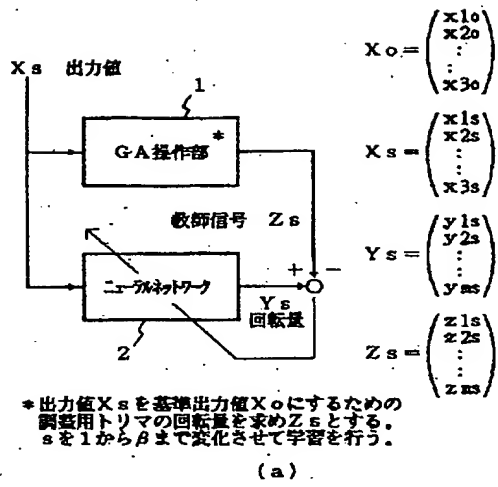 Xs 出力値
1
GA操作部*
教師信号 Zs
+ −
ニューラルネットワーク
Ys
回転量
2
Xo=
x1o
x2o
:
:
x3o
Xs=
x1s
x2s
:
:
x3s
Ys=
y1s
y2s
:
:
yms
Zs=
z1s
z2s
:
:
zms
*出力値Xsを基準出力値Xoにするための
調整用トリマの回転量を求めZsとする。
sを1からβまで変化させて学習を行う。
(a)